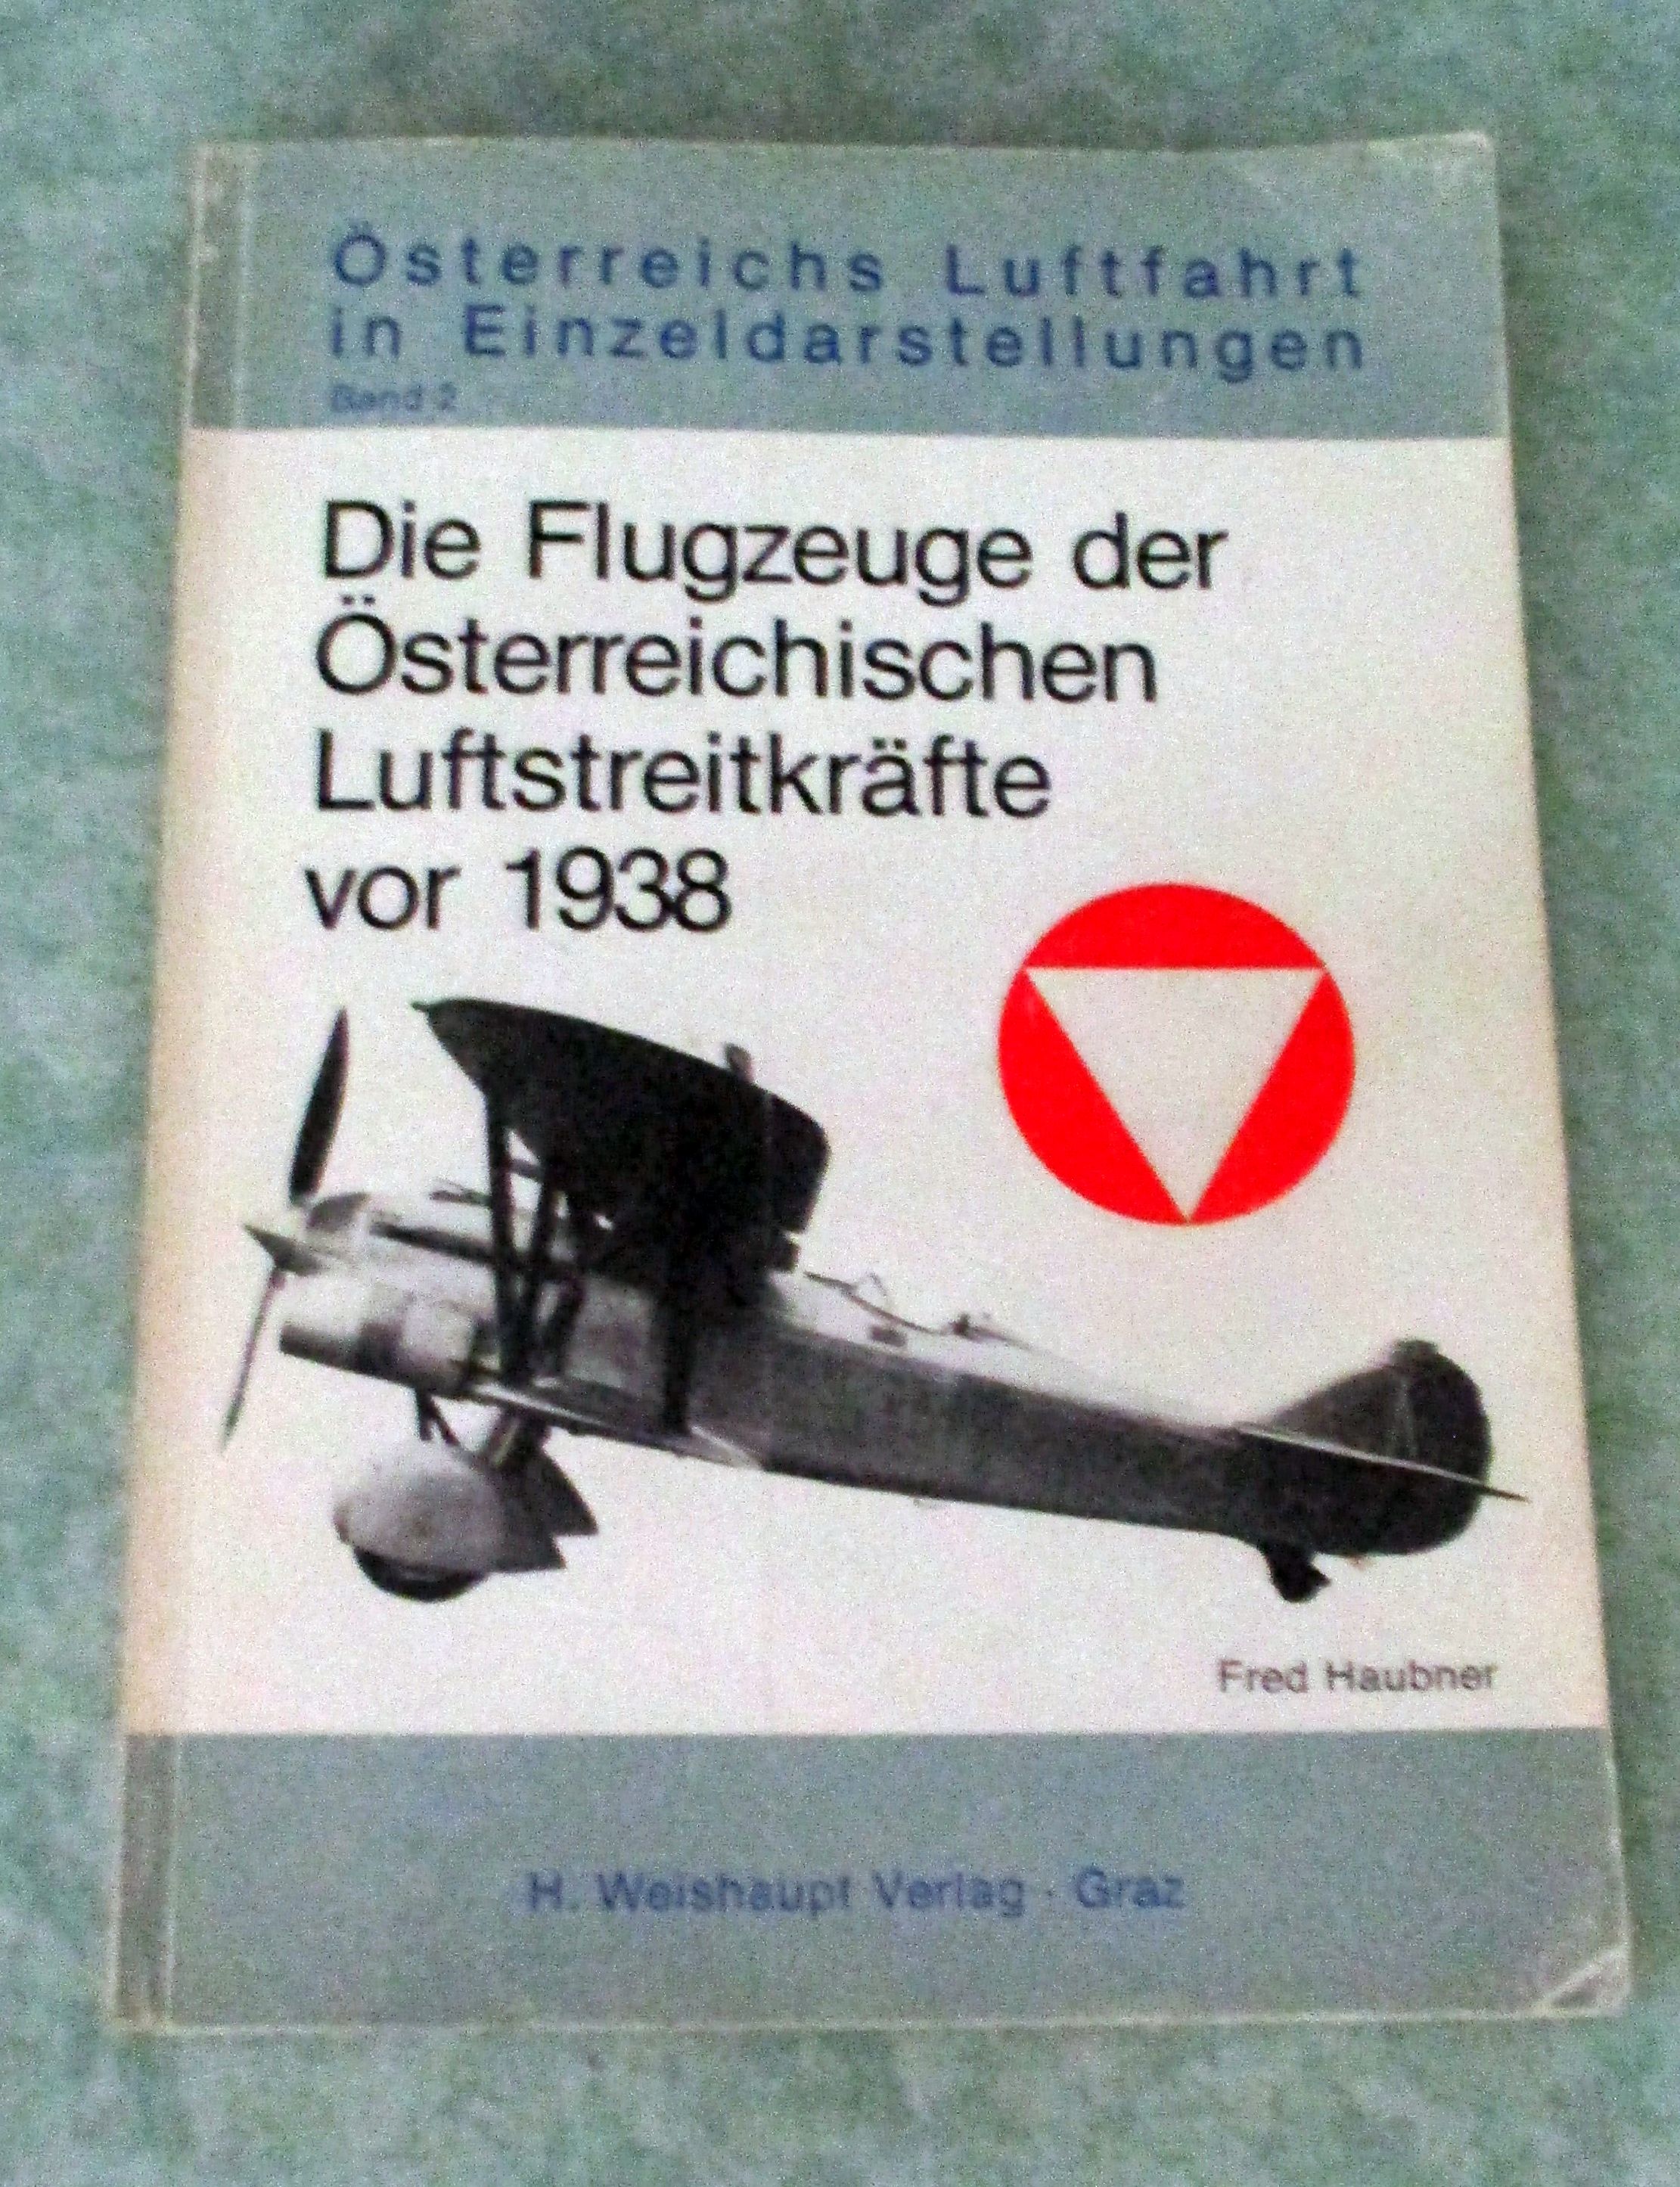 Österreichs Luftfahrt
in Einzeldarstellungen
Band 2
Die Flugzeuge der
Österreichischen
Luftstreitkräfte
vor 1938
Fred Haubner
H. Weishaupt Verlag · Graz